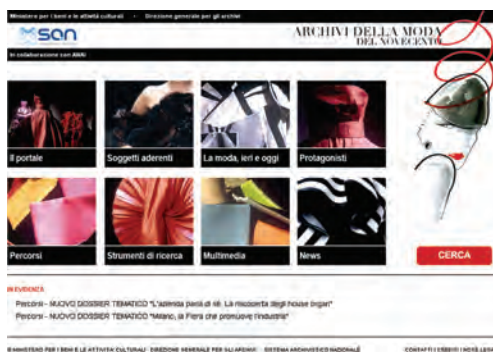 Ministero per i beni e le attività culturali - Direzione generale per gli archivi
san
ARCHIVI DELLA MODA
DEL NOVECENTO
In collaborazione con ANAI
Il portale
Soggetti aderenti
La moda, ieri e oggi
Protagonisti
Percorsi
Strumenti di ricerca
Multimedia
News
CERCA
IN EVIDENZA
Percorsi - NUOVO DOSSIER TEMATICO "L'azienda parla di sé. La riscoperta degli house organ"
Percorsi - NUOVO DOSSIER TEMATICO "Milano, la Fiera che promuove l'industria"
MINISTERO PER I BENI E LE ATTIVITA' CULTURALI - DIREZIONE GENERALE PER GLI ARCHIVI SISTEMA ARCHIVISTICO NAZIONALE CONTATTI | CREDITI | NOTE